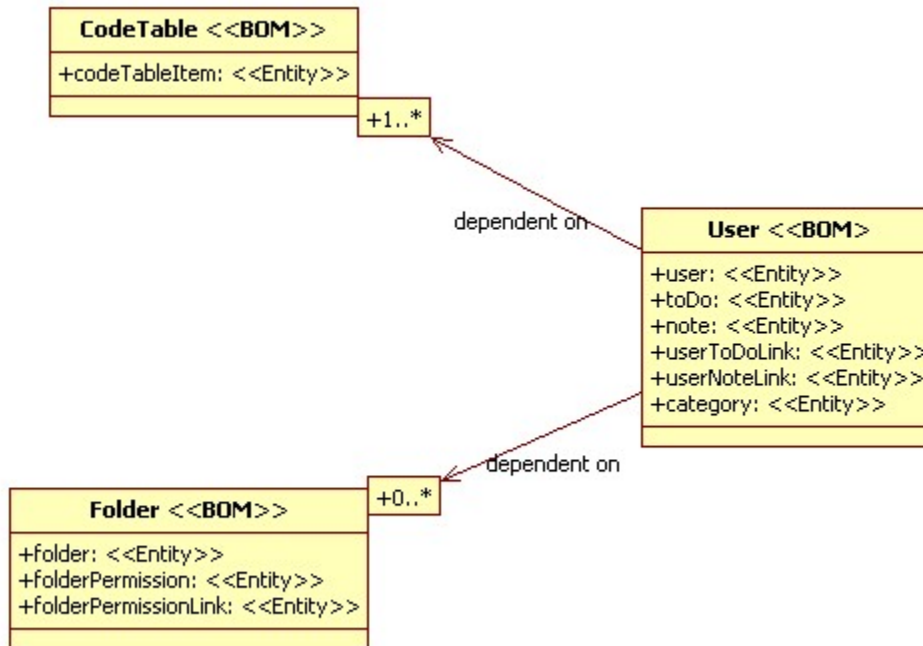 CodeTable <<BOM>>
+codeTableItem: <<Entity>>
+1..*
dependent on
User <<BOM>
+user: <<Entity>>
+toDo: <<Entity>>
+note: <<Entity>>
+userToDoLink: <<Entity>>
+userNoteLink: <<Entity>>
+category: <<Entity>>
dependent on
+0..*
Folder <<BOM>>
+folder: <<Entity>>
+folderPermission: <<Entity>>
+folderPermissionLink: <<Entity>>